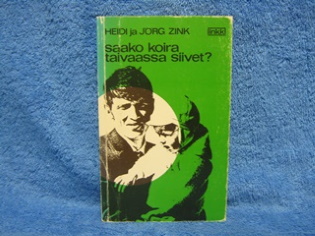 HEIDI ja JÖRG ZINK
saako koira
taivaassa siivet?